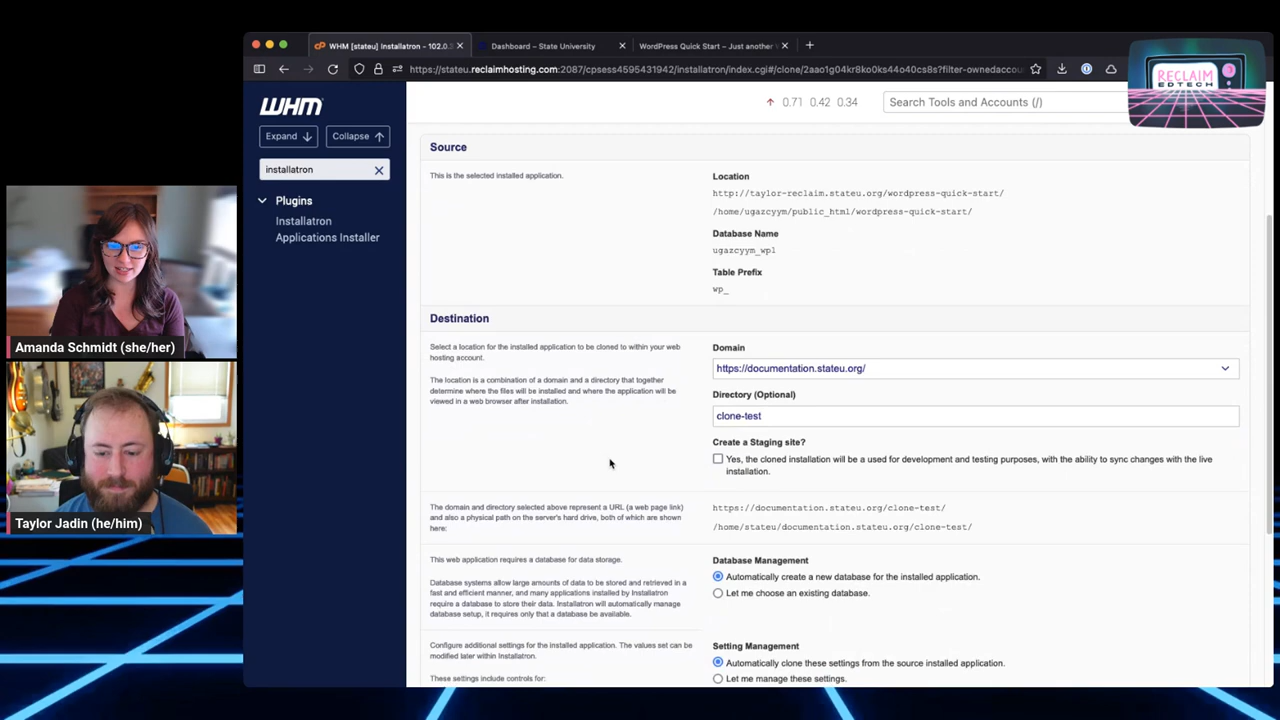 WHM [stateu] Installatron - 102.0.
Dashboard – State University
WordPress Quick Start – Just another
https://stateu.reclaimhosting.com:2087/cpsess4595431942/installatron/index.cgi#/clone/2aao1g04kr8ko0ks44o40cs8s?filter-ownedaccou
RECLAIM
EDTECH
WHM
0.71 0.42 0.34
Search Tools and Accounts (/)
Expand
Collapse
installatron
Plugins
Installatron
Applications Installer
Source
This is the selected installed application.
Location
http://taylor-reclaim.stateu.org/wordpress-quick-start/
/home/ugazcyym/public_html/wordpress-quick-start/
Database Name
ugazcyym_wp1
Table Prefix
wp_
Destination
Select a location for the installed application to be cloned to within your web
hosting account.
The location is a combination of a domain and a directory that together
determine where the files will be installed and where the application will be
viewed in a web browser after installation.
Domain
https://documentation.stateu.org/
Directory (Optional)
clone-test
Create a Staging site?
Yes, the cloned installation will be a used for development and testing purposes, with the ability to sync changes with the live
installation.
The domain and directory selected above represent a URL (a web page link)
and also a physical path on the server's hard drive, both of which are shown
here:
https://documentation.stateu.org/clone-test/
/home/stateu/documentation.stateu.org/clone-test/
This web application requires a database for data storage.
Database systems allow large amounts of data to be stored and retrieved in a
fast and efficient manner, and many applications installed by Installatron
require a database to store their data. Installatron will automatically manage
database setup, it requires only that a database be available.
Database Management
Automatically create a new database for the installed application.
Let me choose an existing database.
Configure additional settings for the installed application. The values set can be
modified later within Installatron.
These settings include controls for:
Setting Management
Automatically clone these settings from the source installed application.
Let me manage these settings.
Amanda Schmidt (she/her)
Taylor Jadin (he/him)